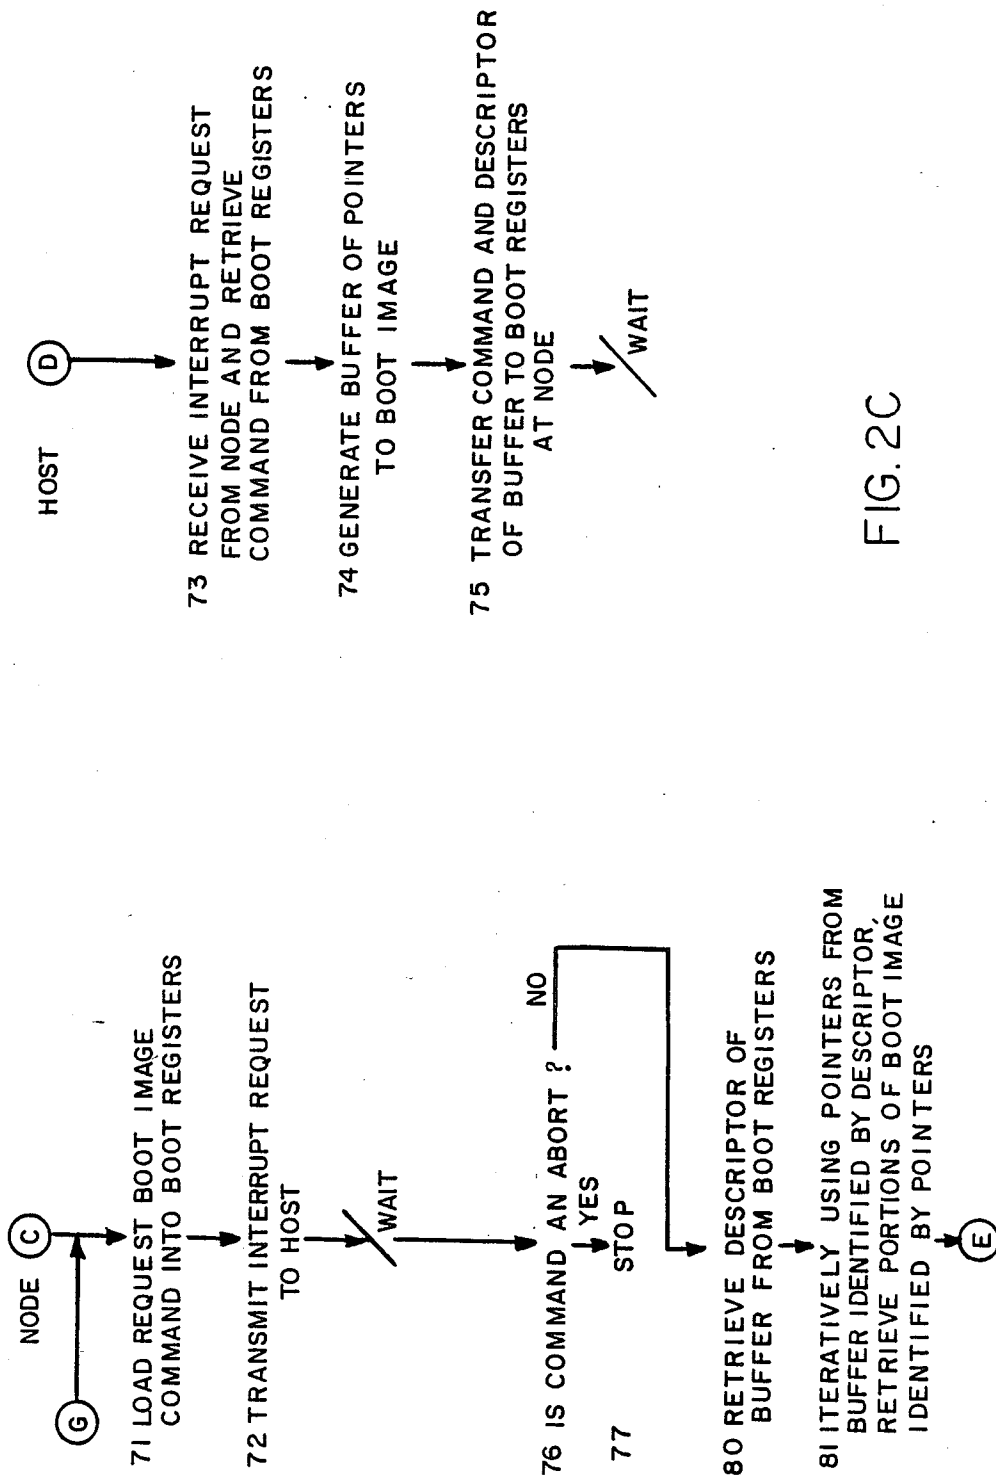 NODE
C
G
71 LOAD REQUEST BOOT IMAGE
COMMAND INTO BOOT REGISTERS
72 TRANSMIT INTERRUPT REQUEST
TO HOST
WAIT
76 IS COMMAND AN ABORT ?
NO
YES
77 STOP
80 RETRIEVE DESCRIPTOR OF
BUFFER FROM BOOT REGISTERS
81 ITERATIVELY USING POINTERS FROM
BUFFER IDENTIFIED BY DESCRIPTOR,
RETRIEVE PORTIONS OF BOOT IMAGE
IDENTIFIED BY POINTERS
E
HOST
D
73 RECEIVE INTERRUPT REQUEST
FROM NODE AND RETRIEVE
COMMAND FROM BOOT REGISTERS
74 GENERATE BUFFER OF POINTERS
TO BOOT IMAGE
75 TRANSFER COMMAND AND DESCRIPTOR
OF BUFFER TO BOOT REGISTERS
AT NODE
WAIT
FIG. 2C